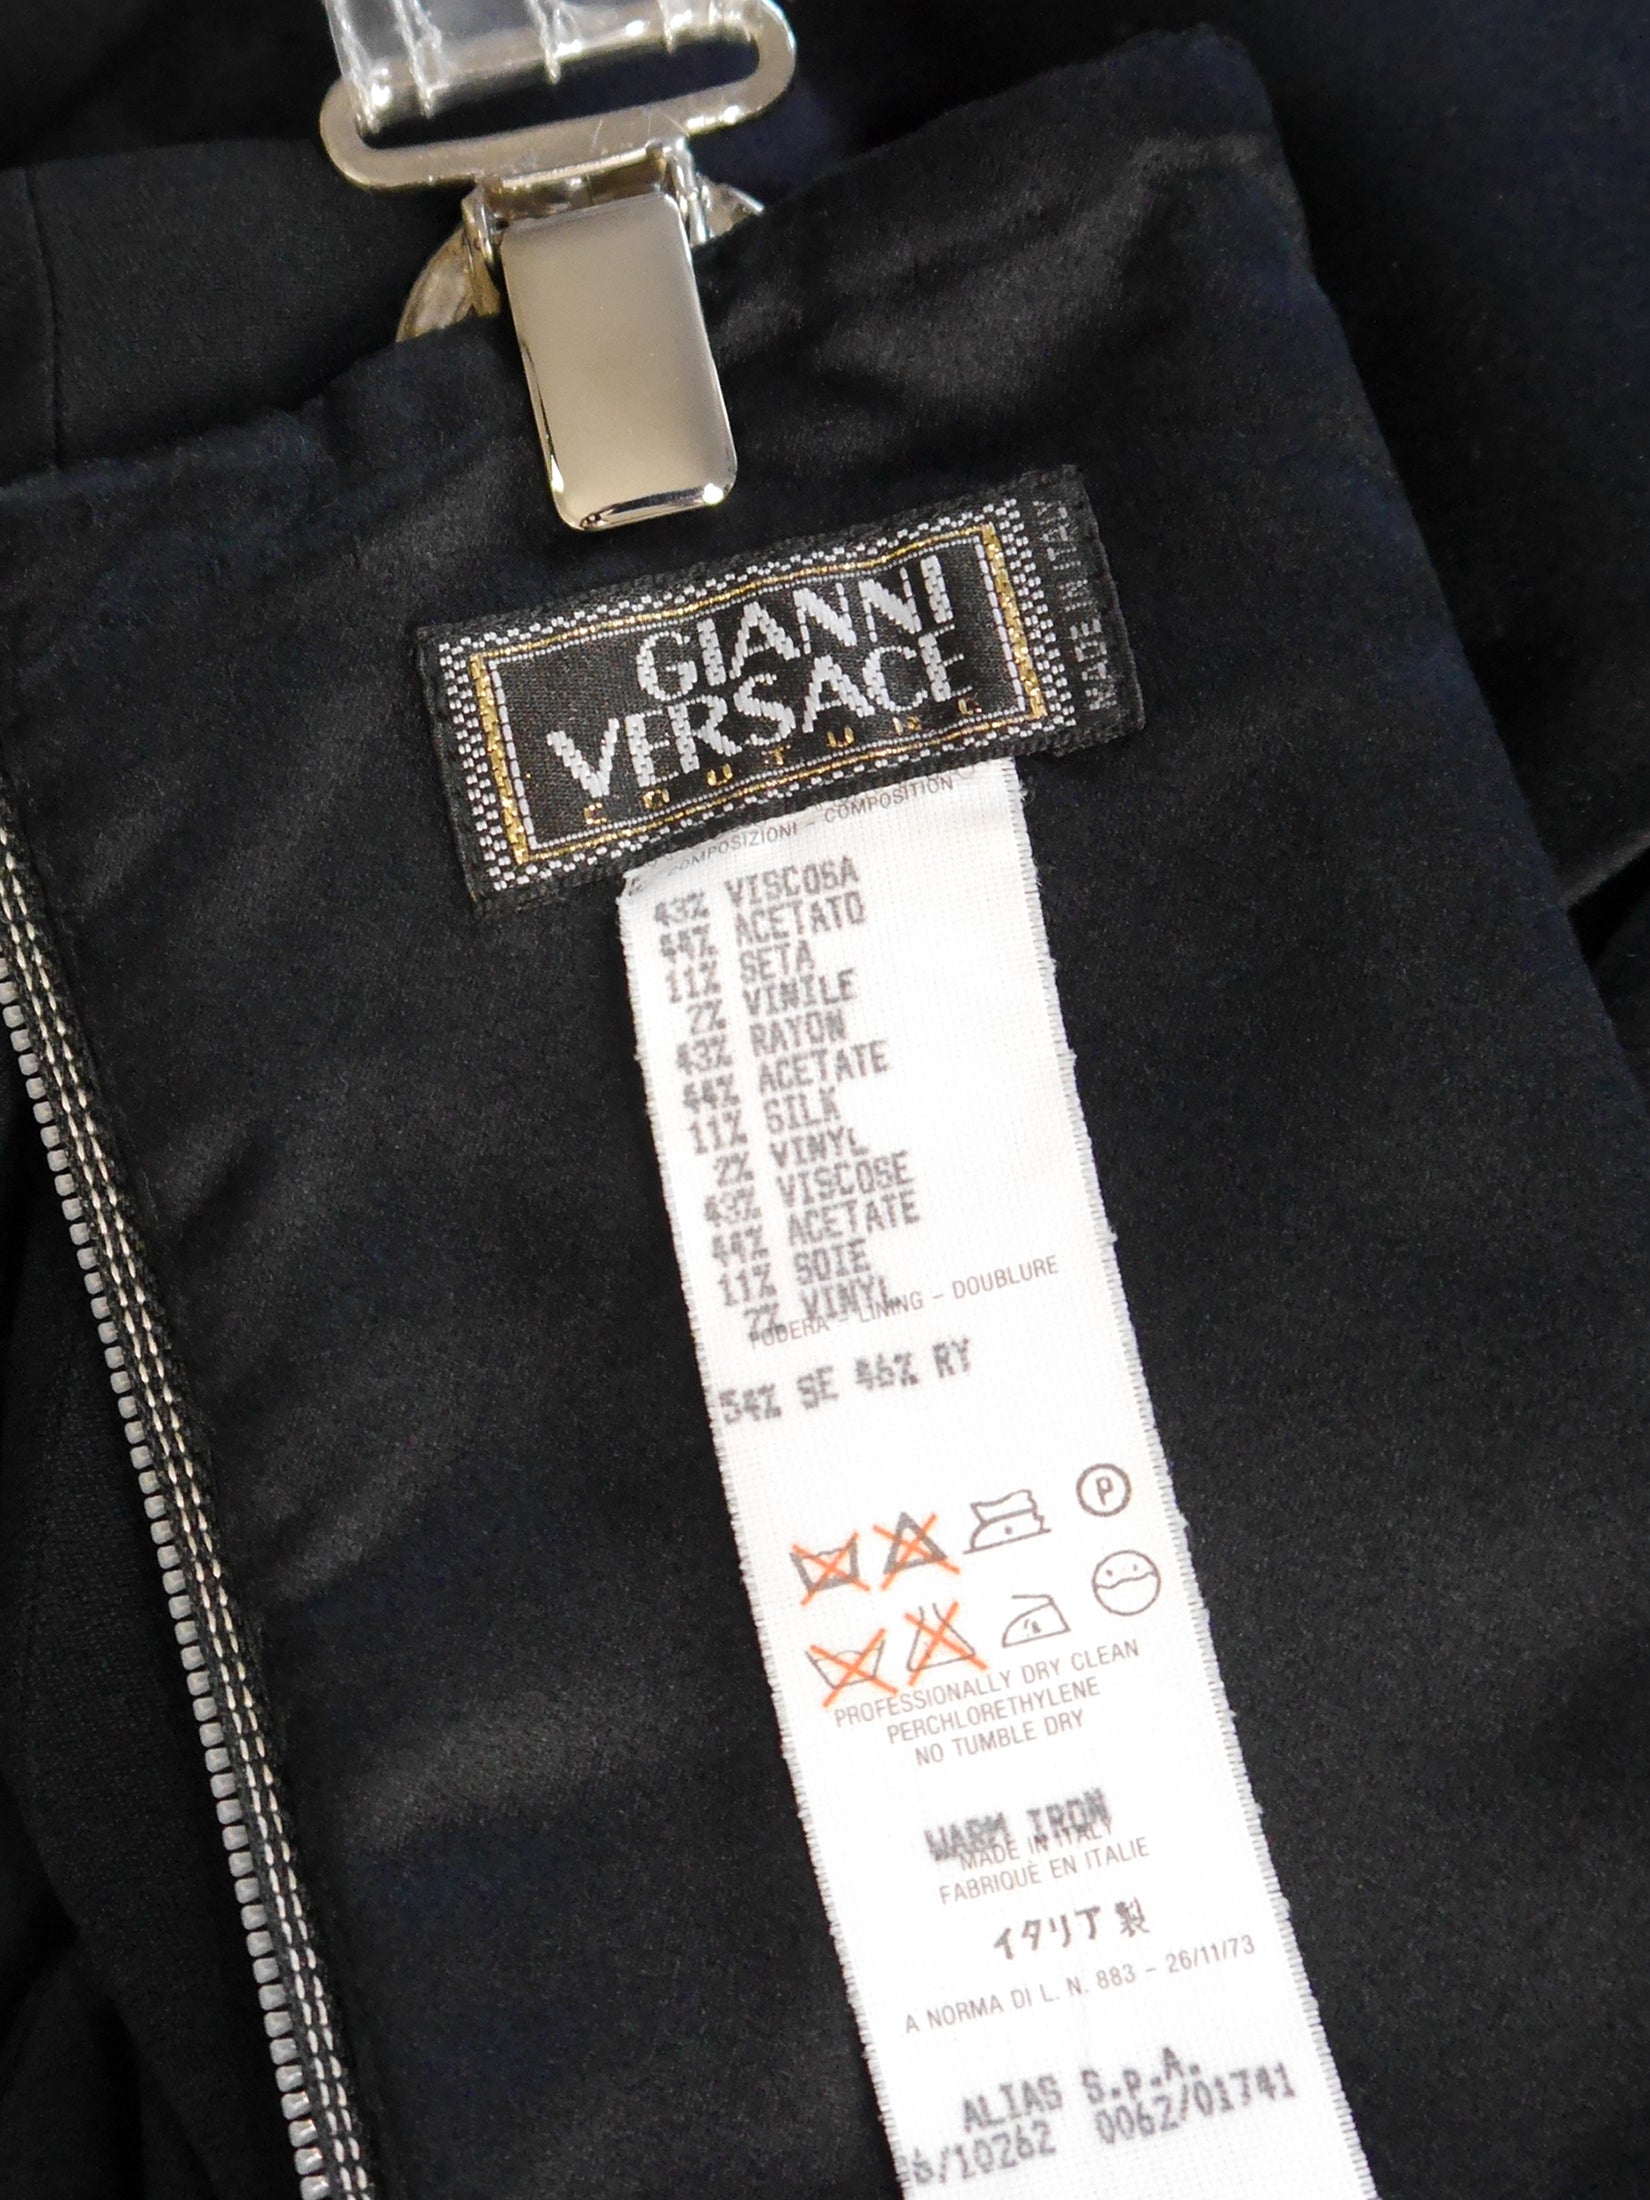 GIANNI
VERSACE
COUTURE
MADE IN ITALY
COMPOSIZIONI - COMPOSITION
43% VISCOSA
44% ACETATO
11% SETA
2% VINILE
43% RAYON
44% ACETATE
11% SILK
2% VINYL
43% VISCOSE
44% ACETATE
11% SOIE
2% VINYL
FODERA - LINING - DOUBLURE
54% SE 46% RY
P
PROFESSIONALLY DRY CLEAN
PERCHLORETHYLENE
NO TUMBLE DRY
WARM IRON
MADE IN ITALY
FABRIQUÈ EN ITALIE
イタリア製
A NORMA DI L. N. 883 - 26/11/73
ALIAS S.P.A.
6/10262 0062/01741